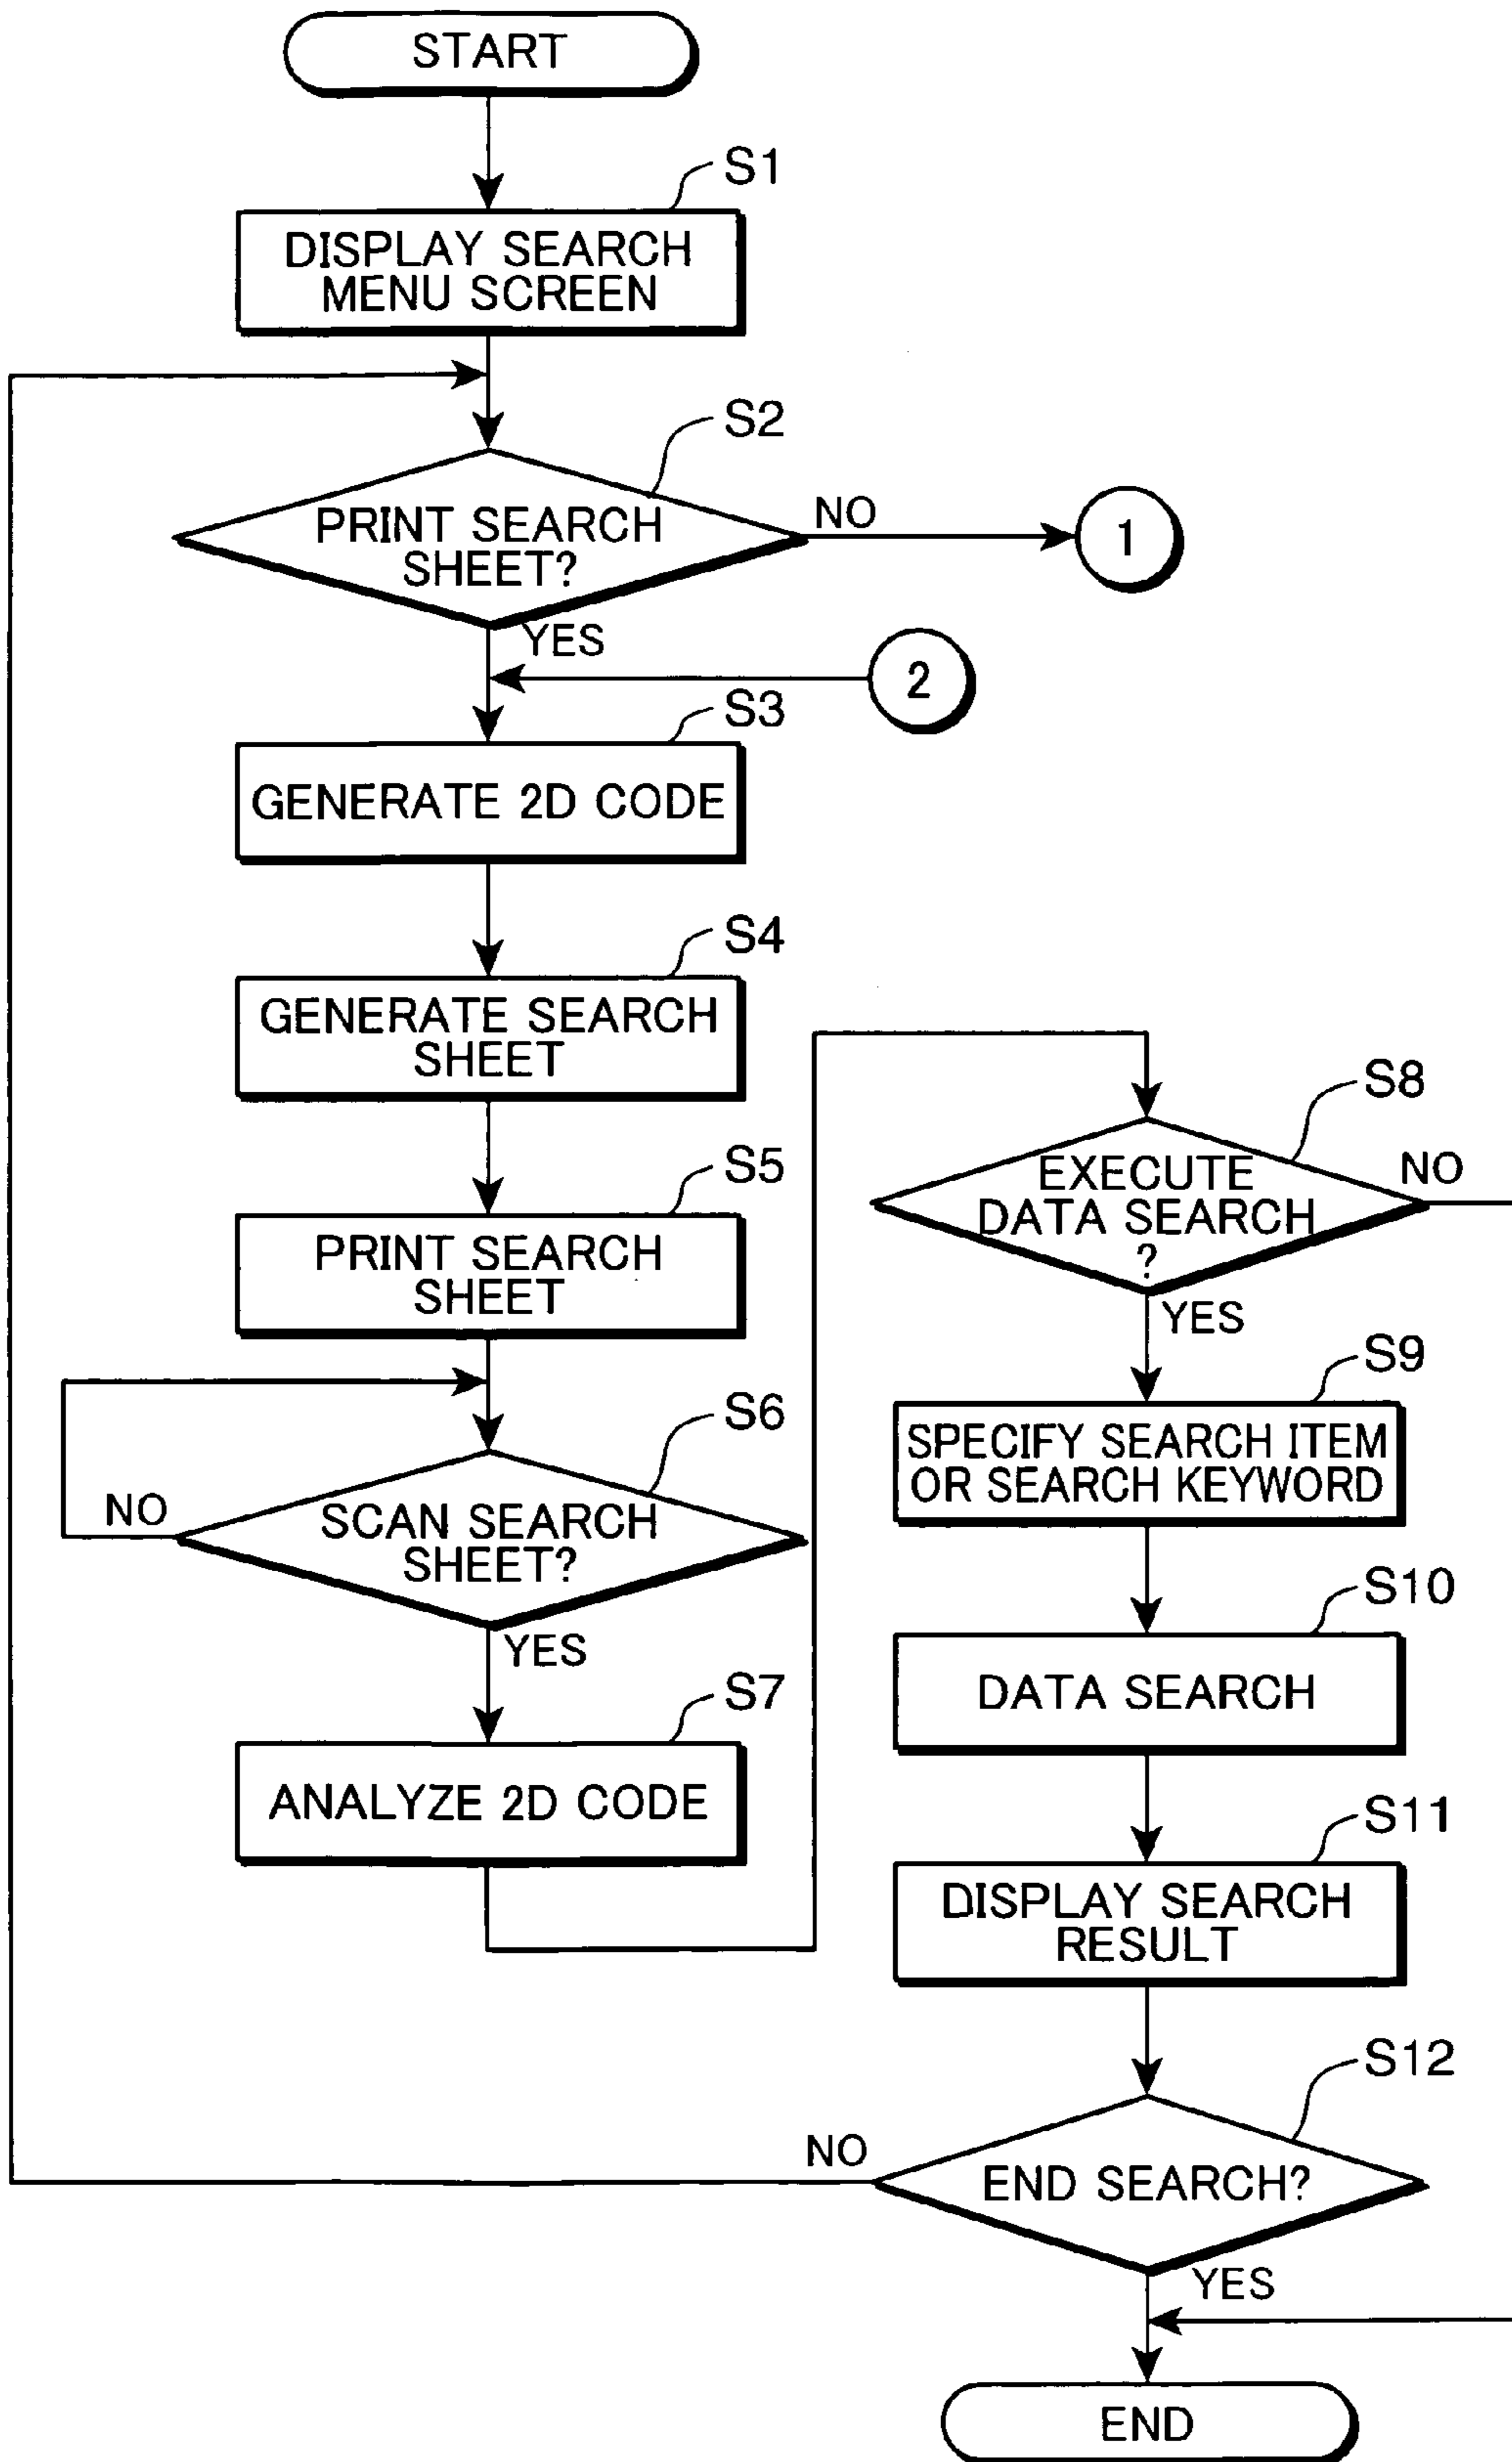 START
S1
DISPLAY SEARCH
MENU SCREEN
S2
PRINT SEARCH
SHEET?
NO
1
YES
2
S3
GENERATE 2D CODE
S4
GENERATE SEARCH
SHEET
S5
PRINT SEARCH
SHEET
S6
SCAN SEARCH
SHEET?
NO
YES
S7
ANALYZE 2D CODE
S8
EXECUTE
DATA SEARCH
?
NO
YES
S9
SPECIFY SEARCH ITEM
OR SEARCH KEYWORD
S10
DATA SEARCH
S11
DISPLAY SEARCH
RESULT
S12
END SEARCH?
NO
YES
END